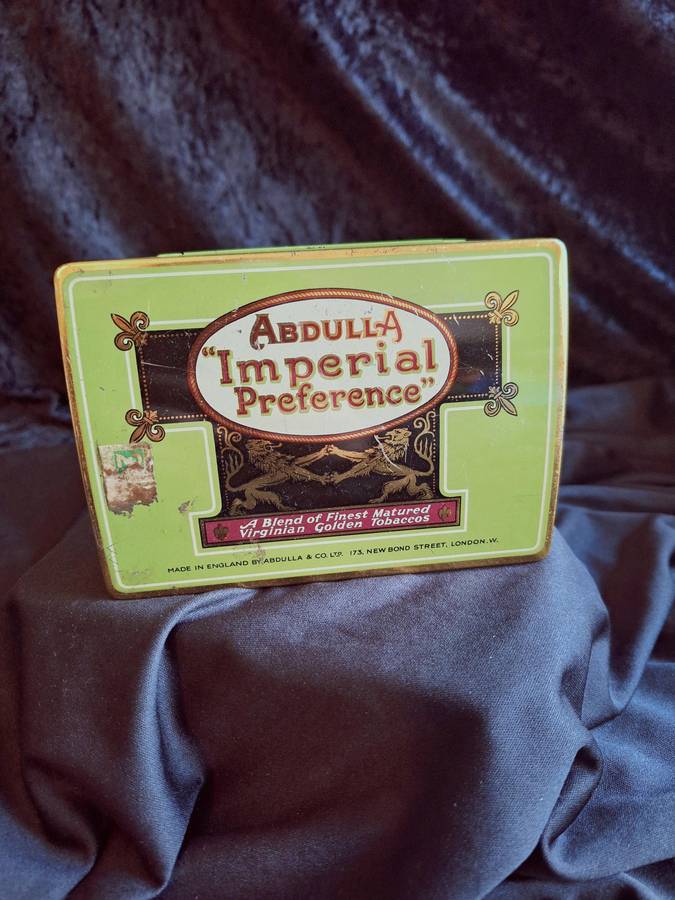 ABDULLA
"Imperial
Preference"
A Blend of Finest Matured
Virginian Golden Tobaccos
MADE IN ENGLAND BY ABDULLA & CO. LTD. 173, NEW BOND STREET, LONDON. W.